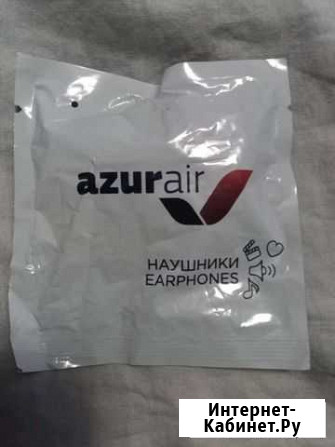 azurair
НАУШНИКИ
EARPHONES
Интернет-
Кабинет.Ру